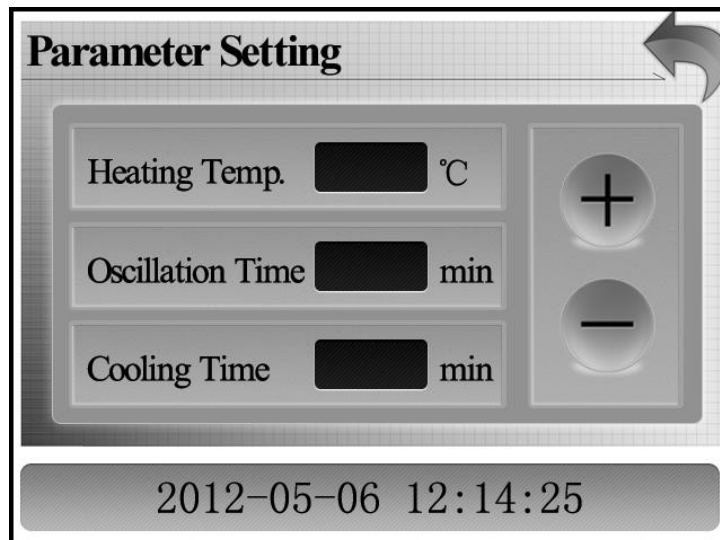 Parameter Setting
Heating Temp. ℃
Oscillation Time min
Cooling Time min
+
−
2012-05-06 12:14:25